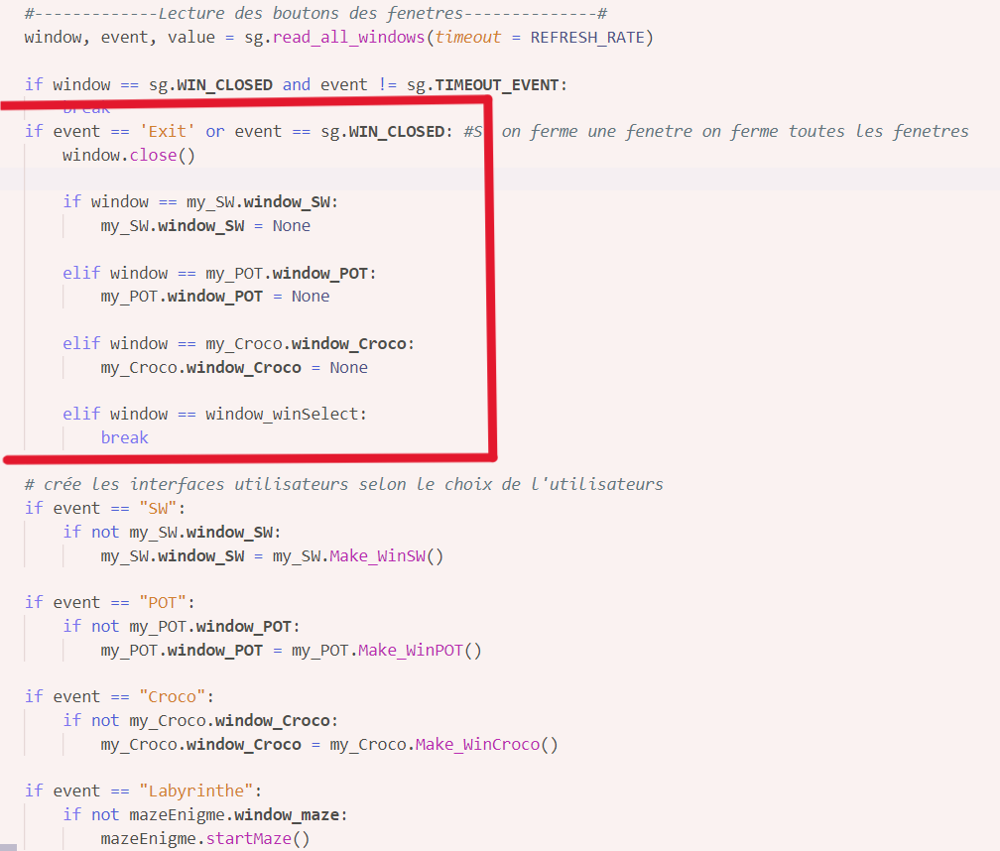 #-------------Lecture des boutons des fenetres--------------#
window, event, value = sg.read_all_windows(timeout = REFRESH_RATE)
if window == sg.WIN_CLOSED and event != sg.TIMEOUT_EVENT:
break
if event == 'Exit' or event == sg.WIN_CLOSED: #S on ferme une fenetre on ferme toutes les fenetres
window.close()
if window == my_SW.window_SW:
my_SW.window_SW = None
elif window == my_POT.window_POT:
my_POT.window_POT = None
elif window == my_Croco.window_Croco:
my_Croco.window_Croco = None
elif window == window_winSelect:
break
# crée les interfaces utilisateurs selon le choix de l'utilisateurs
if event == "SW":
if not my_SW.window_SW:
my_SW.window_SW = my_SW.Make_WinSW()
if event == "POT":
if not my_POT.window_POT:
my_POT.window_POT = my_POT.Make_WinPOT()
if event == "Croco":
if not my_Croco.window_Croco:
my_Croco.window_Croco = my_Croco.Make_WinCroco()
if event == "Labyrinthe":
if not mazeEnigme.window_maze:
mazeEnigme.startMaze()